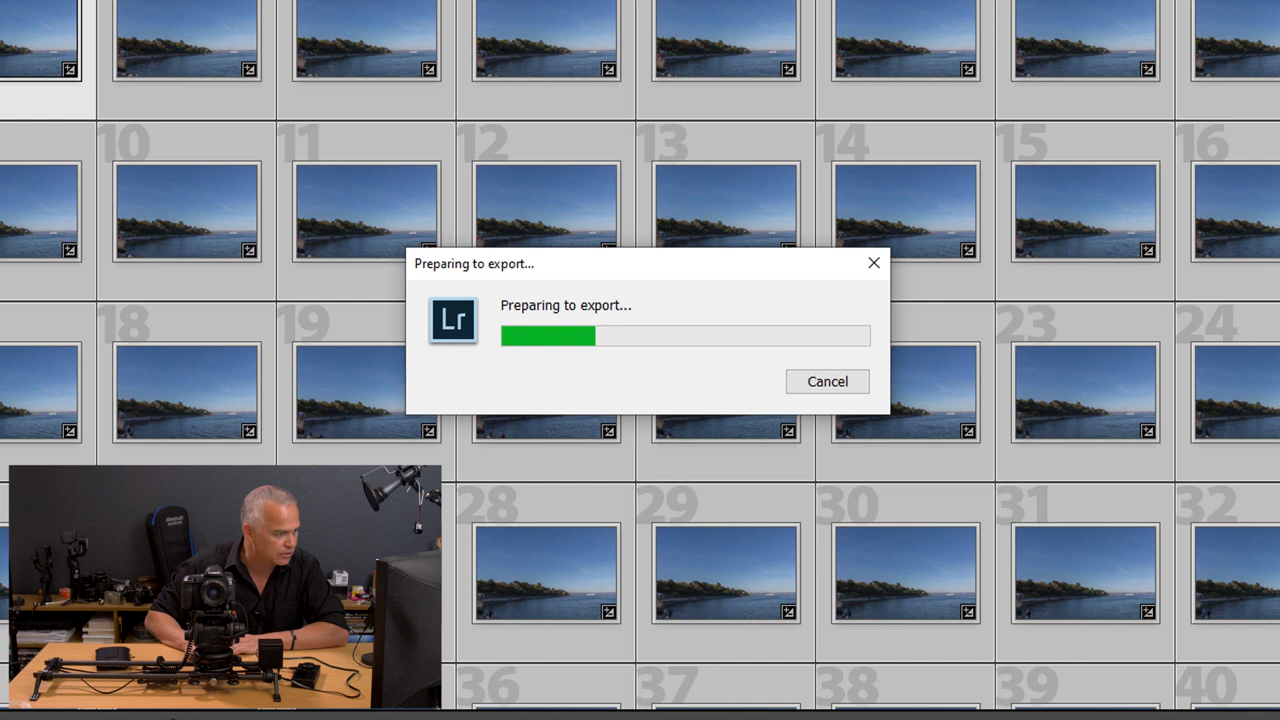 10 11 12 13 14 15 16
Preparing to export...
Preparing to export...
Lr
Cancel
18 19 23 24
28 29 30 31 32
36 37 38 39 40